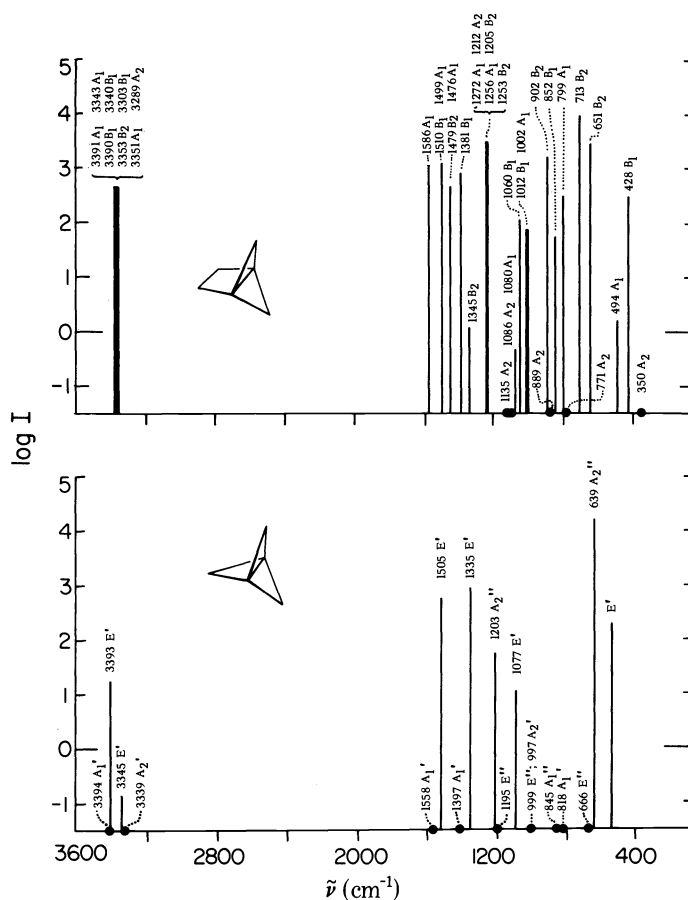 1212 A₂
1205 B₂
3343 A₁
3340 B₁
3303 B₁
3289 A₂
3391 A₁
3390 B₁
3353 B₂
3351 A₁
1499 A₁
1476 A₁
1272 A₁
1256 A₁
1253 B₂
1586 A₁
1510 B₁
1479 B₂
1381 B₁
1345 B₂
1060 B₁
1012 B₁
1002 A₁
902 B₂
852 B₁
799 A₁
713 B₂
651 B₂
428 B₁
494 A₁
350 A₂
1135 A₂
1086 A₂
1080 A₁
889 A₂
771 A₂
5
4
3
2
1
0
−1
log I
5
4
3
2
1
0
−1
3394 A₁'
3393 E'
3345 E'
3339 A₂'
1558 A₁'
1505 E'
1397 A₁'
1335 E'
1203 A₂''
1195 E''
1077 E'
999 E''; 997 A₂'
845 A₁''
818 A₁'
666 E''
639 A₂''
E'
3600 2800 2000 1200 400
ν̃ (cm⁻¹)